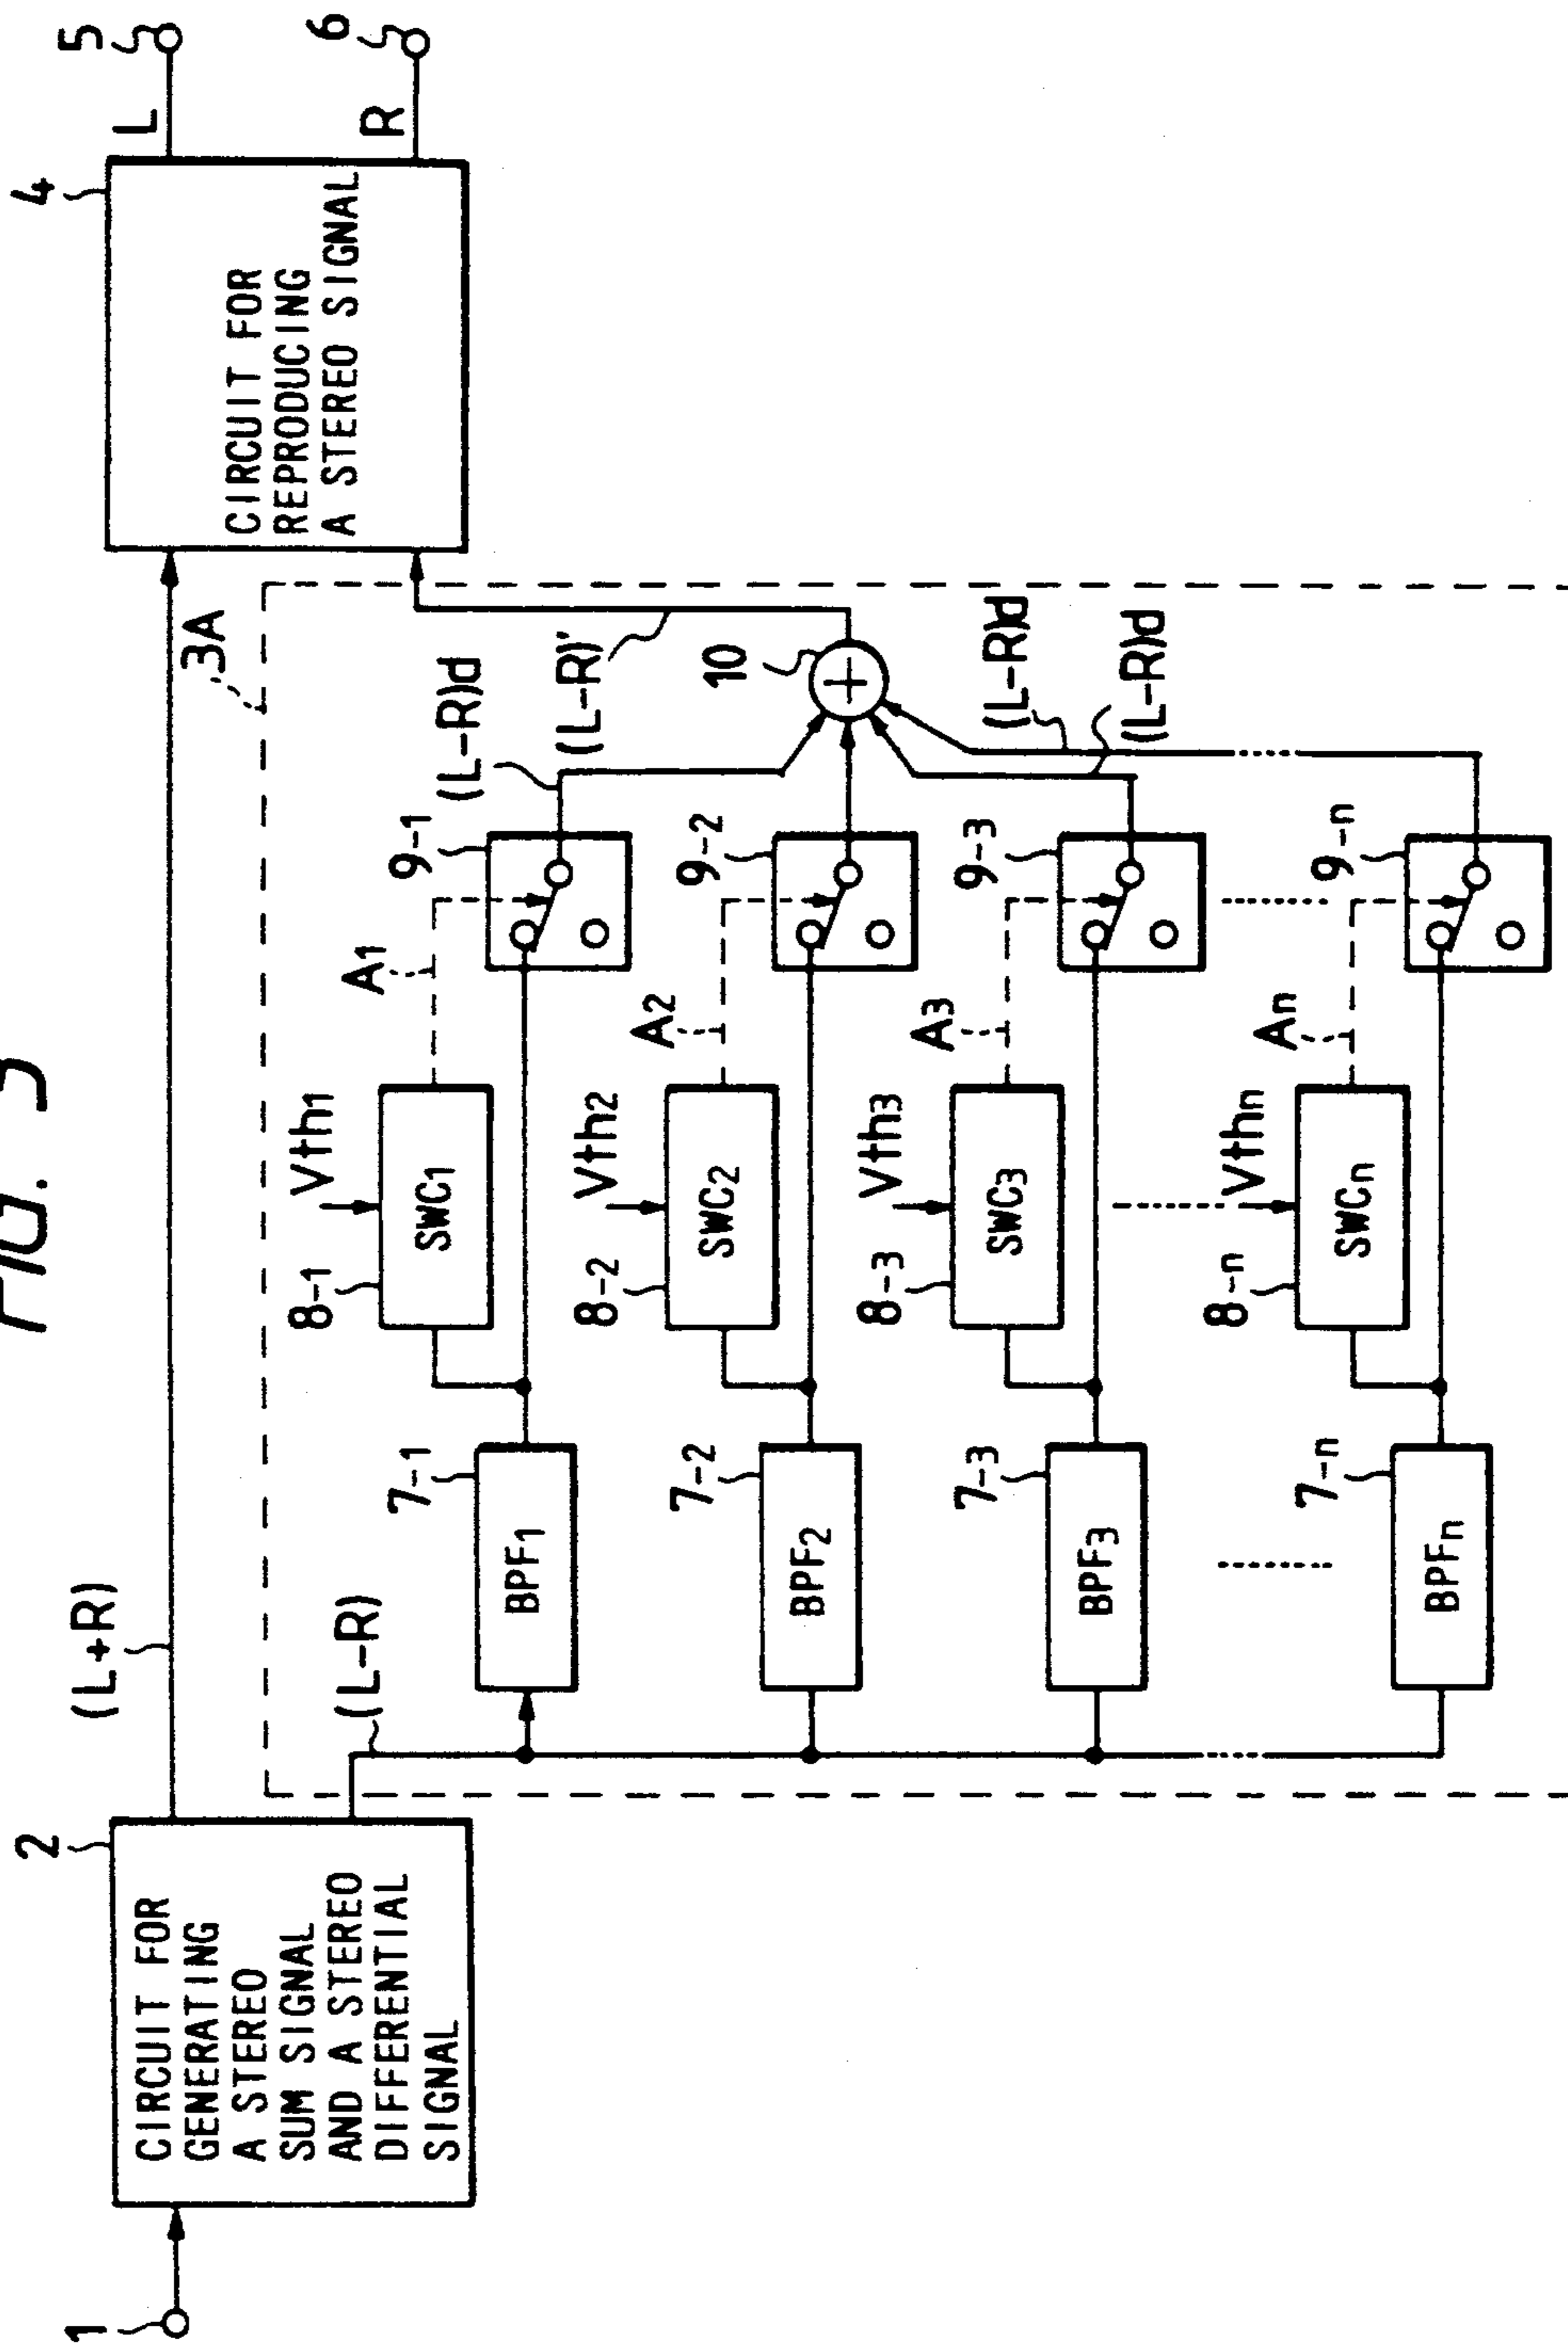 FIG. 3
1
2
CIRCUIT FOR
GENERATING
A STEREO
SUM SIGNAL
AND A STEREO
DIFFERENTIAL
SIGNAL
(L+R)
(L-R)
3A
4
CIRCUIT FOR
REPRODUCING
A STEREO SIGNAL
L
5
R
6
7-1
BPF1
8-1
SWC1
Vth1
A1
9-1
(L-R)d
(L-R)'
10
7-2
BPF2
8-2
SWC2
Vth2
A2
9-2
7-3
BPF3
8-3
SWC3
Vth3
A3
9-3
(L-R)d
(L-R)d
7-n
BPFn
8-n
SWCn
Vthn
An
9-n